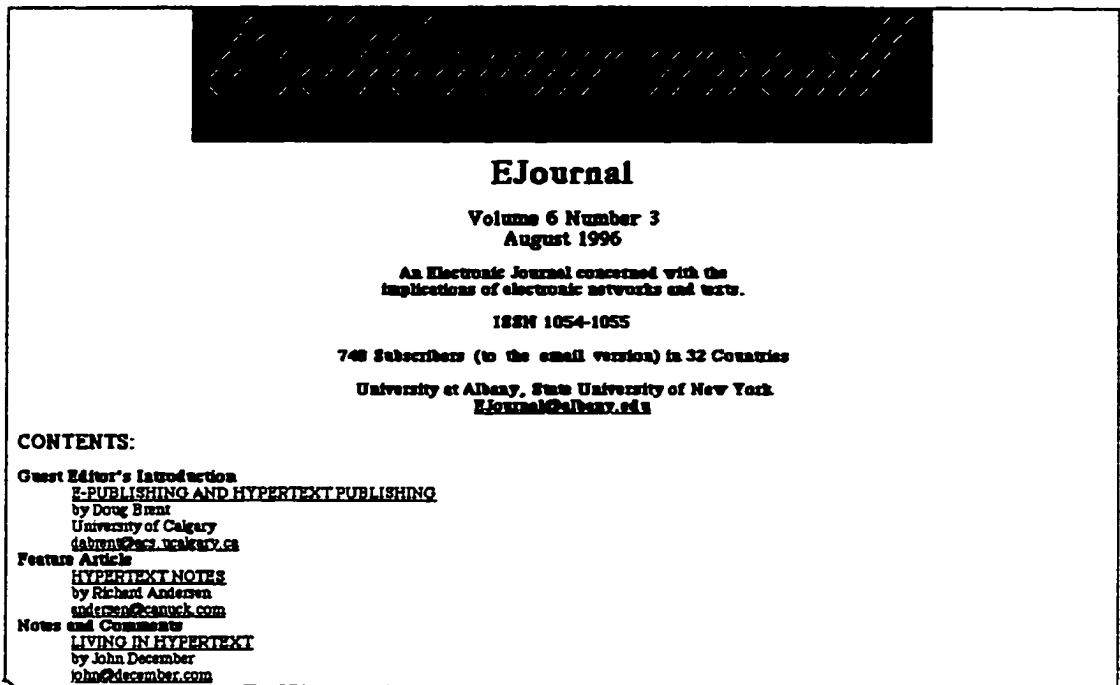 EJournal
EJournal
Volume 6 Number 3
August 1996
An Electronic Journal concerned with the
implications of electronic networks and texts.
ISSN 1054-1055
748 Subscribers (to the email version) in 32 Countries
University at Albany, State University of New York
EJournal@albany.edu
CONTENTS:
Guest Editor's Introduction
E-PUBLISHING AND HYPERTEXT PUBLISHING
by Doug Brent
University of Calgary
dabrent@acs.ucalgary.ca
Feature Article
HYPERTEXT NOTES
by Richard Andersen
andersen@canuck.com
Notes and Comments
LIVING IN HYPERTEXT
by John December
john@december.com